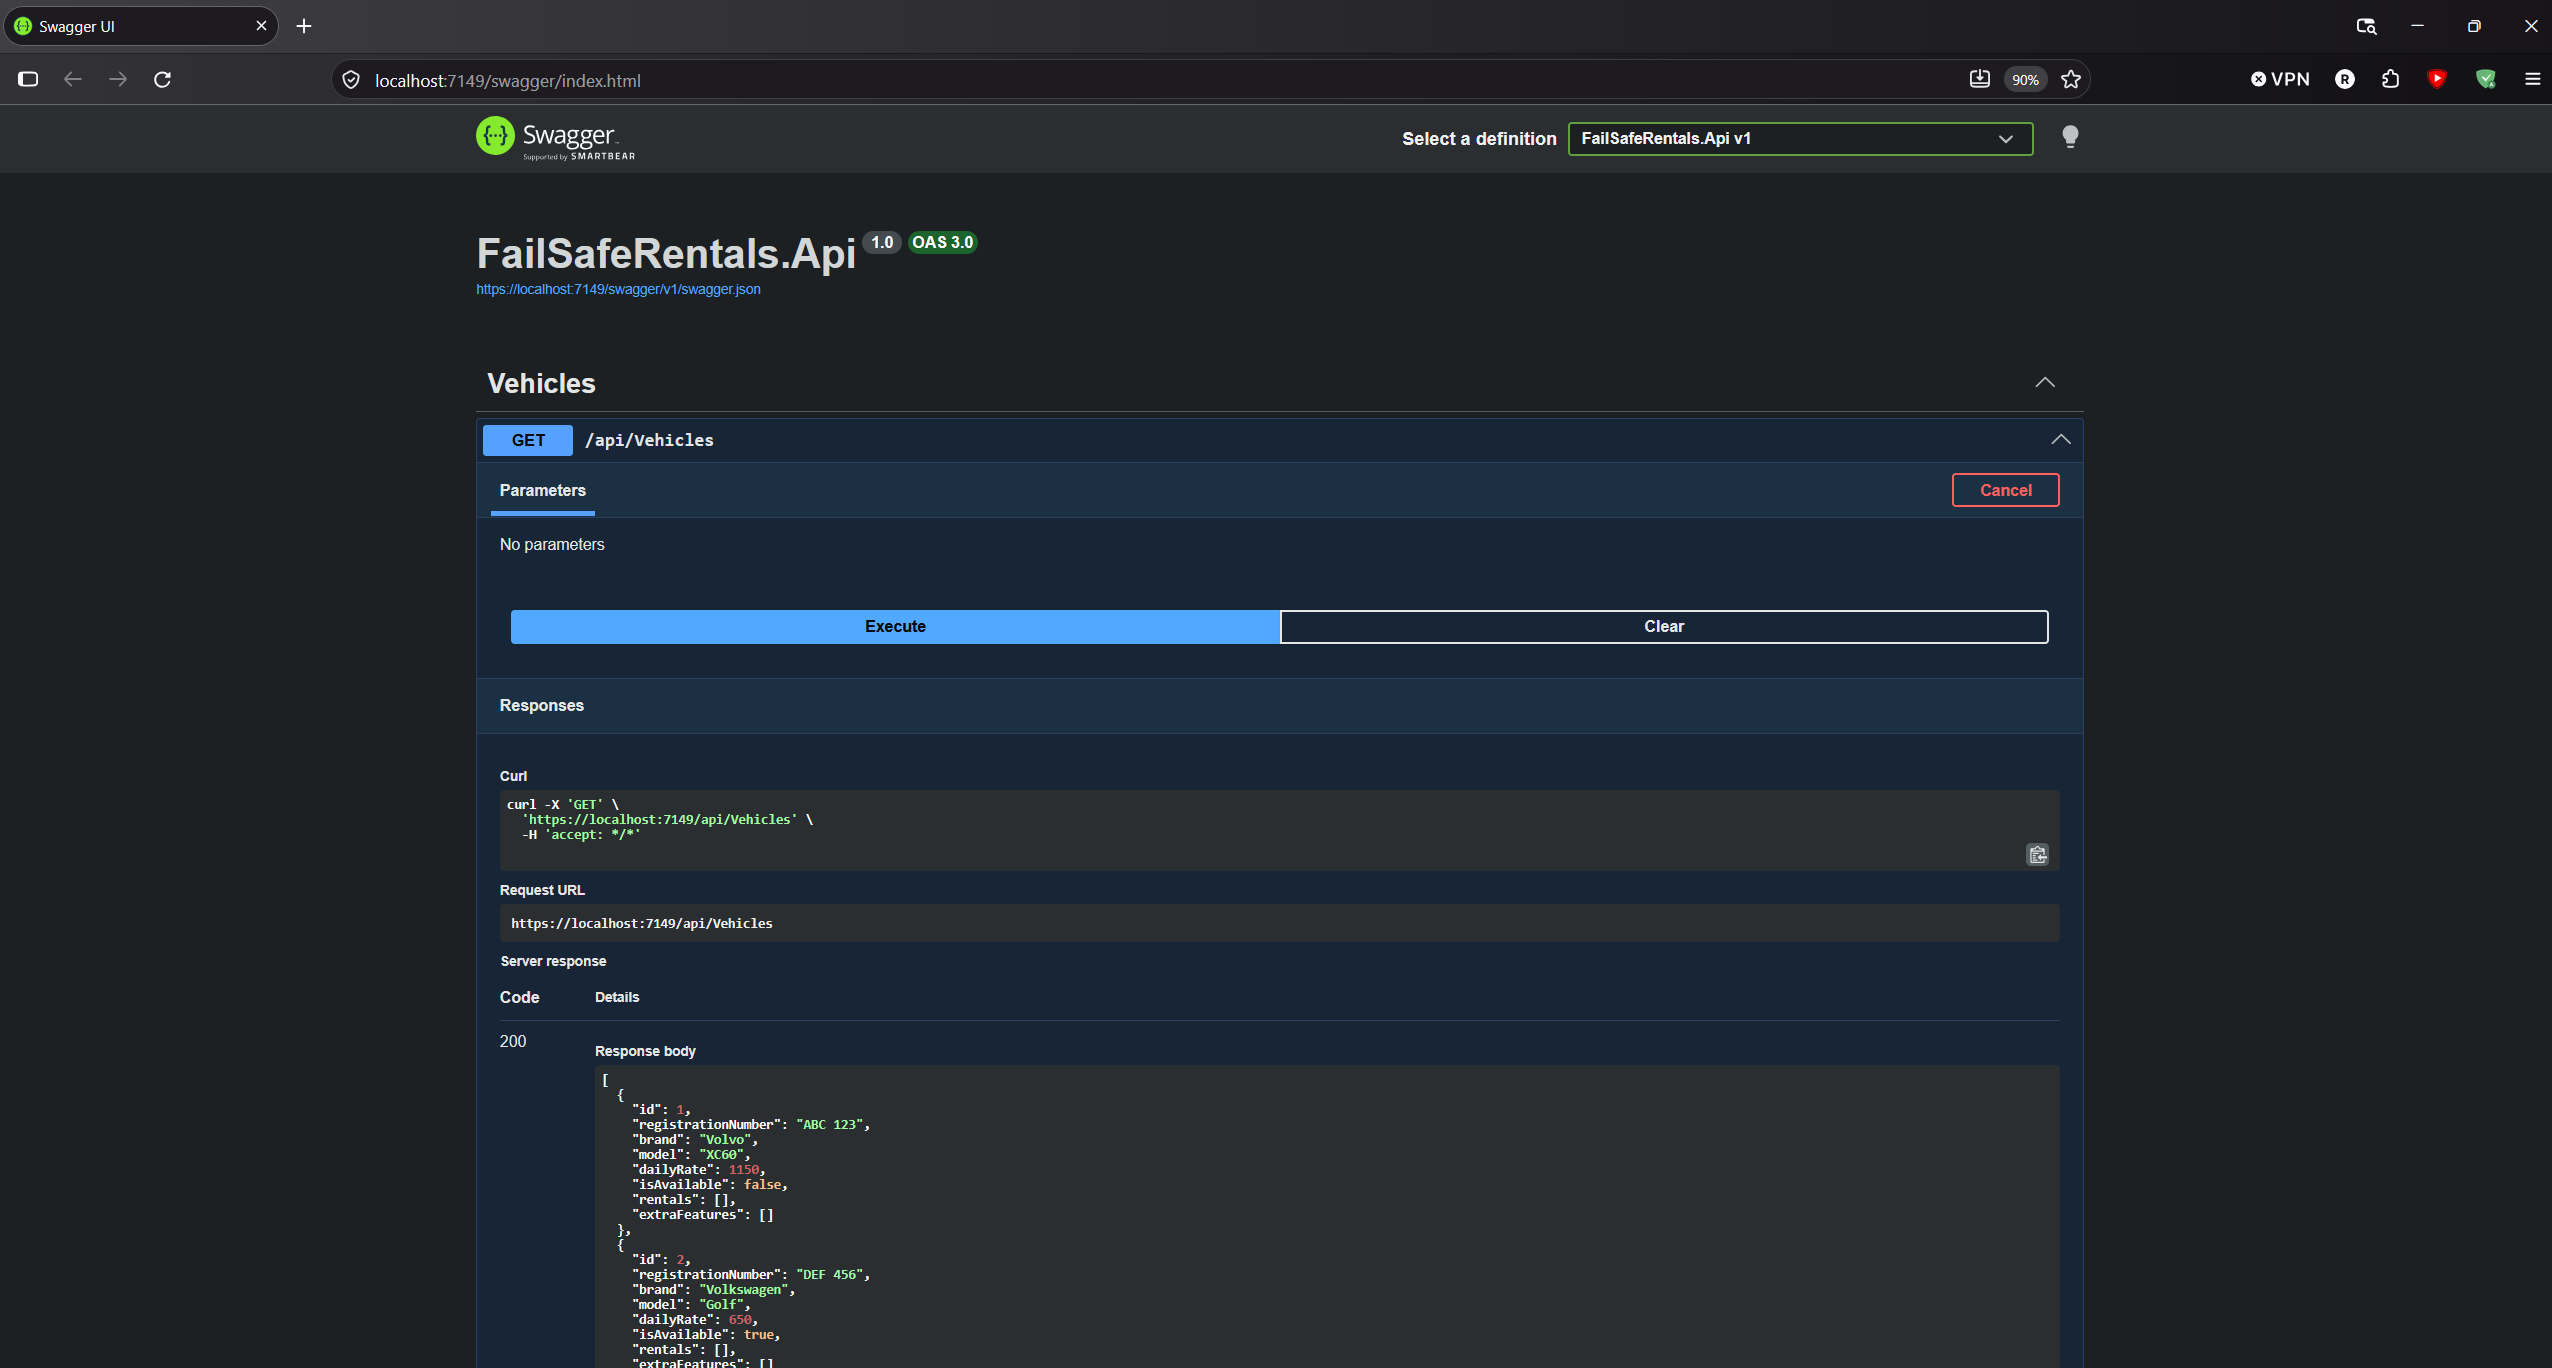 Swagger UI
localhost:7149/swagger/index.html
90%
VPN
R
{···} Swagger
Supported by SMARTBEAR
Select a definition
FailSafeRentals.Api v1
FailSafeRentals.Api 1.0 OAS 3.0
https://localhost:7149/swagger/v1/swagger.json
Vehicles
GET /api/Vehicles
Parameters
Cancel
No parameters
Execute
Clear
Responses
Curl
curl -X 'GET' \
'https://localhost:7149/api/Vehicles' \
-H 'accept: */*'
Request URL
https://localhost:7149/api/Vehicles
Server response
Code Details
200
Response body
[
{
"id": 1,
"registrationNumber": "ABC 123",
"brand": "Volvo",
"model": "XC60",
"dailyRate": 1150,
"isAvailable": false,
"rentals": [],
"extraFeatures": []
},
{
"id": 2,
"registrationNumber": "DEF 456",
"brand": "Volkswagen",
"model": "Golf",
"dailyRate": 650,
"isAvailable": true,
"rentals": [],
"extraFeatures": []